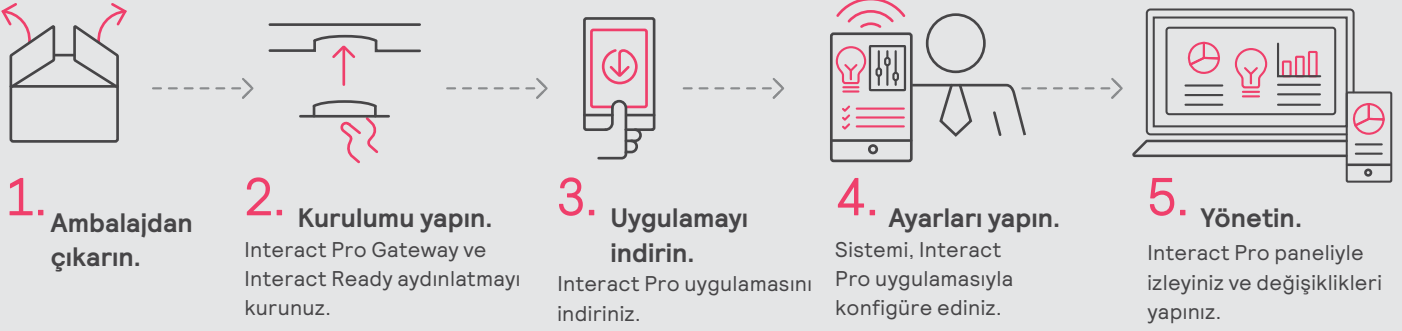 1. Ambalajdan
çıkarın.
2. Kurulumu yapın.
Interact Pro Gateway ve
Interact Ready aydınlatmayı
kurunuz.
3. Uygulamayı
indirin.
Interact Pro uygulamasını
indiriniz.
4. Ayarları yapın.
Sistemi, Interact
Pro uygulamasıyla
konfigüre ediniz.
5. Yönetin.
Interact Pro paneliyle
izleyiniz ve değişiklikleri
yapınız.